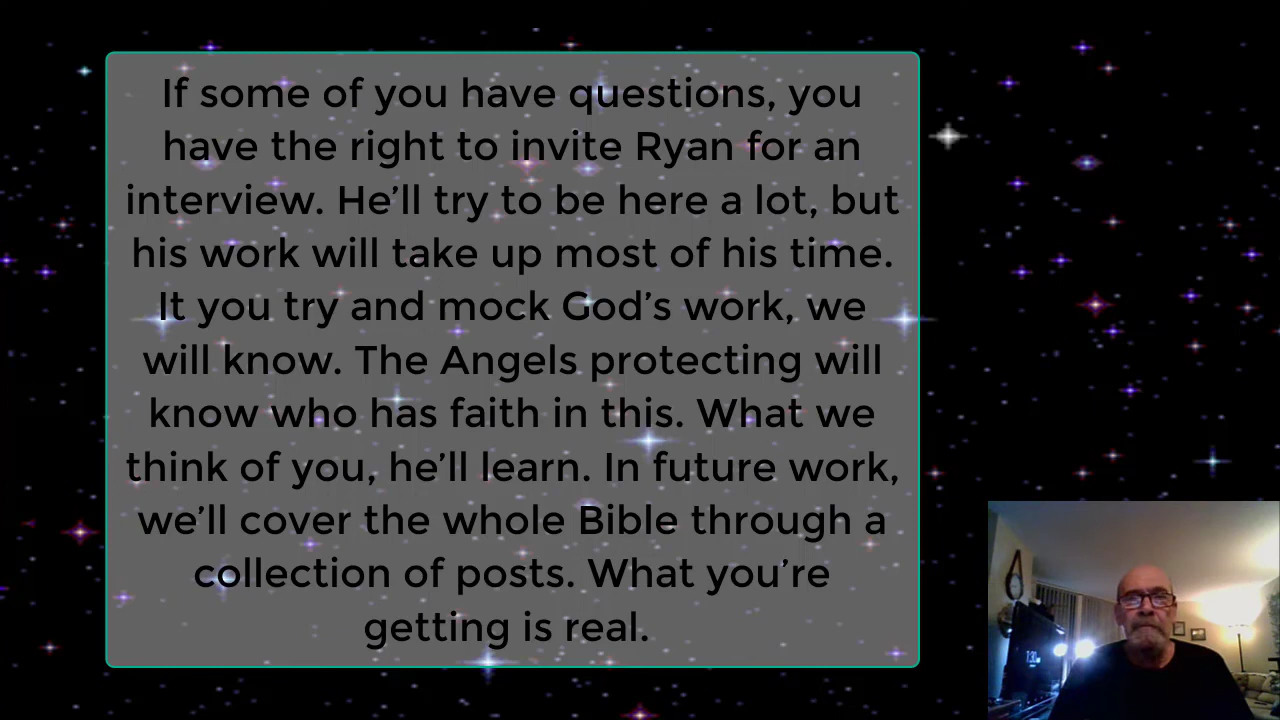 If some of you have questions, you
have the right to invite Ryan for an
interview. He’ll try to be here a lot, but
his work will take up most of his time.
It you try and mock God’s work, we
will know. The Angels protecting will
know who has faith in this. What we
think of you, he’ll learn. In future work,
we’ll cover the whole Bible through a
collection of posts. What you’re
getting is real.